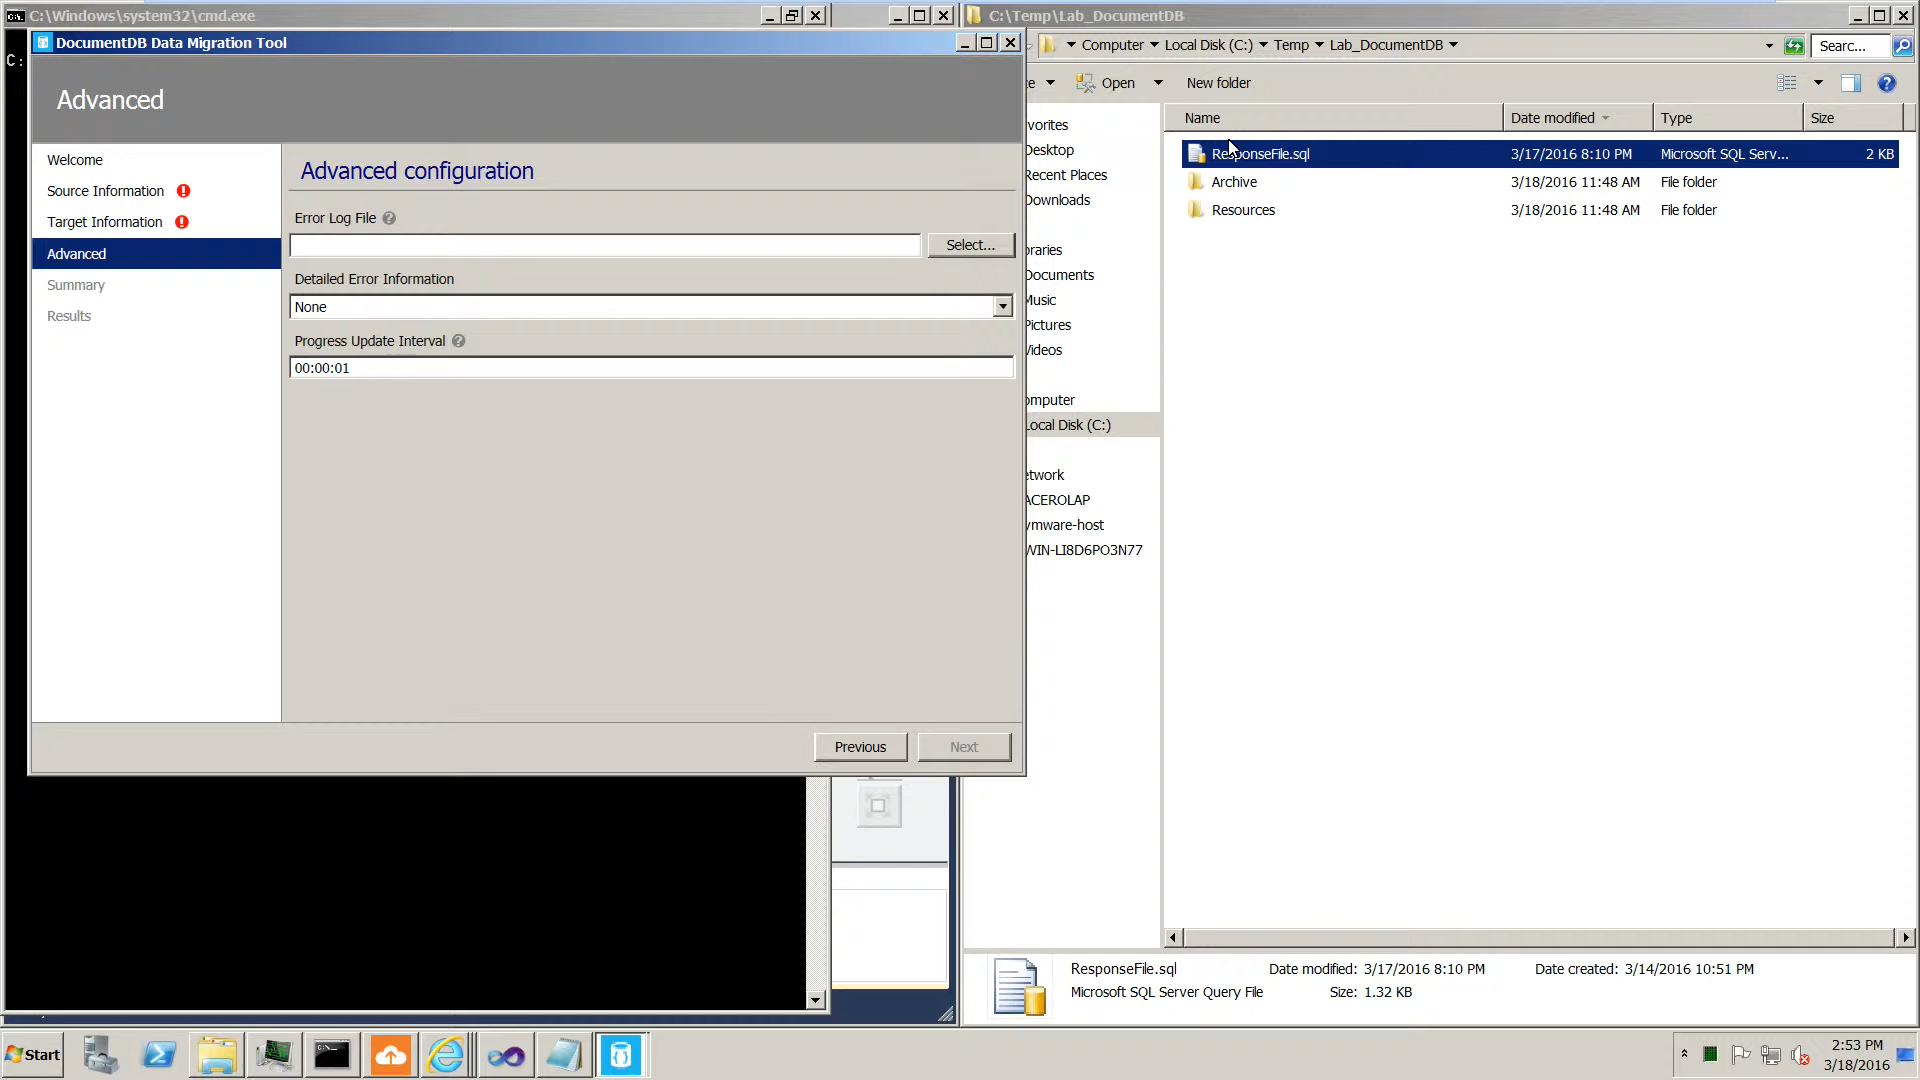 C:\Windows\system32\cmd.exe
C:
DocumentDB Data Migration Tool
Advanced
Welcome
Source Information
Target Information
Advanced
Summary
Results
Advanced configuration
Error Log File
Select...
Detailed Error Information
None
Progress Update Interval
00:00:01
Previous
Next
C:\Temp\Lab_DocumentDB
Computer Local Disk (C:) Temp Lab_DocumentDB
Searc...
Open
New folder
vorites
Desktop
Recent Places
Downloads
raries
Documents
Music
Pictures
Videos
omputer
Local Disk (C:)
etwork
ACEROLAP
vmware-host
WIN-LI8D6PO3N77
Name Date modified Type Size
ResponseFile.sql 3/17/2016 8:10 PM Microsoft SQL Serv... 2 KB
Archive 3/18/2016 11:48 AM File folder
Resources 3/18/2016 11:48 AM File folder
ResponseFile.sql Date modified: 3/17/2016 8:10 PM Date created: 3/14/2016 10:51 PM
Microsoft SQL Server Query File Size: 1.32 KB
Start
2:53 PM
3/18/2016